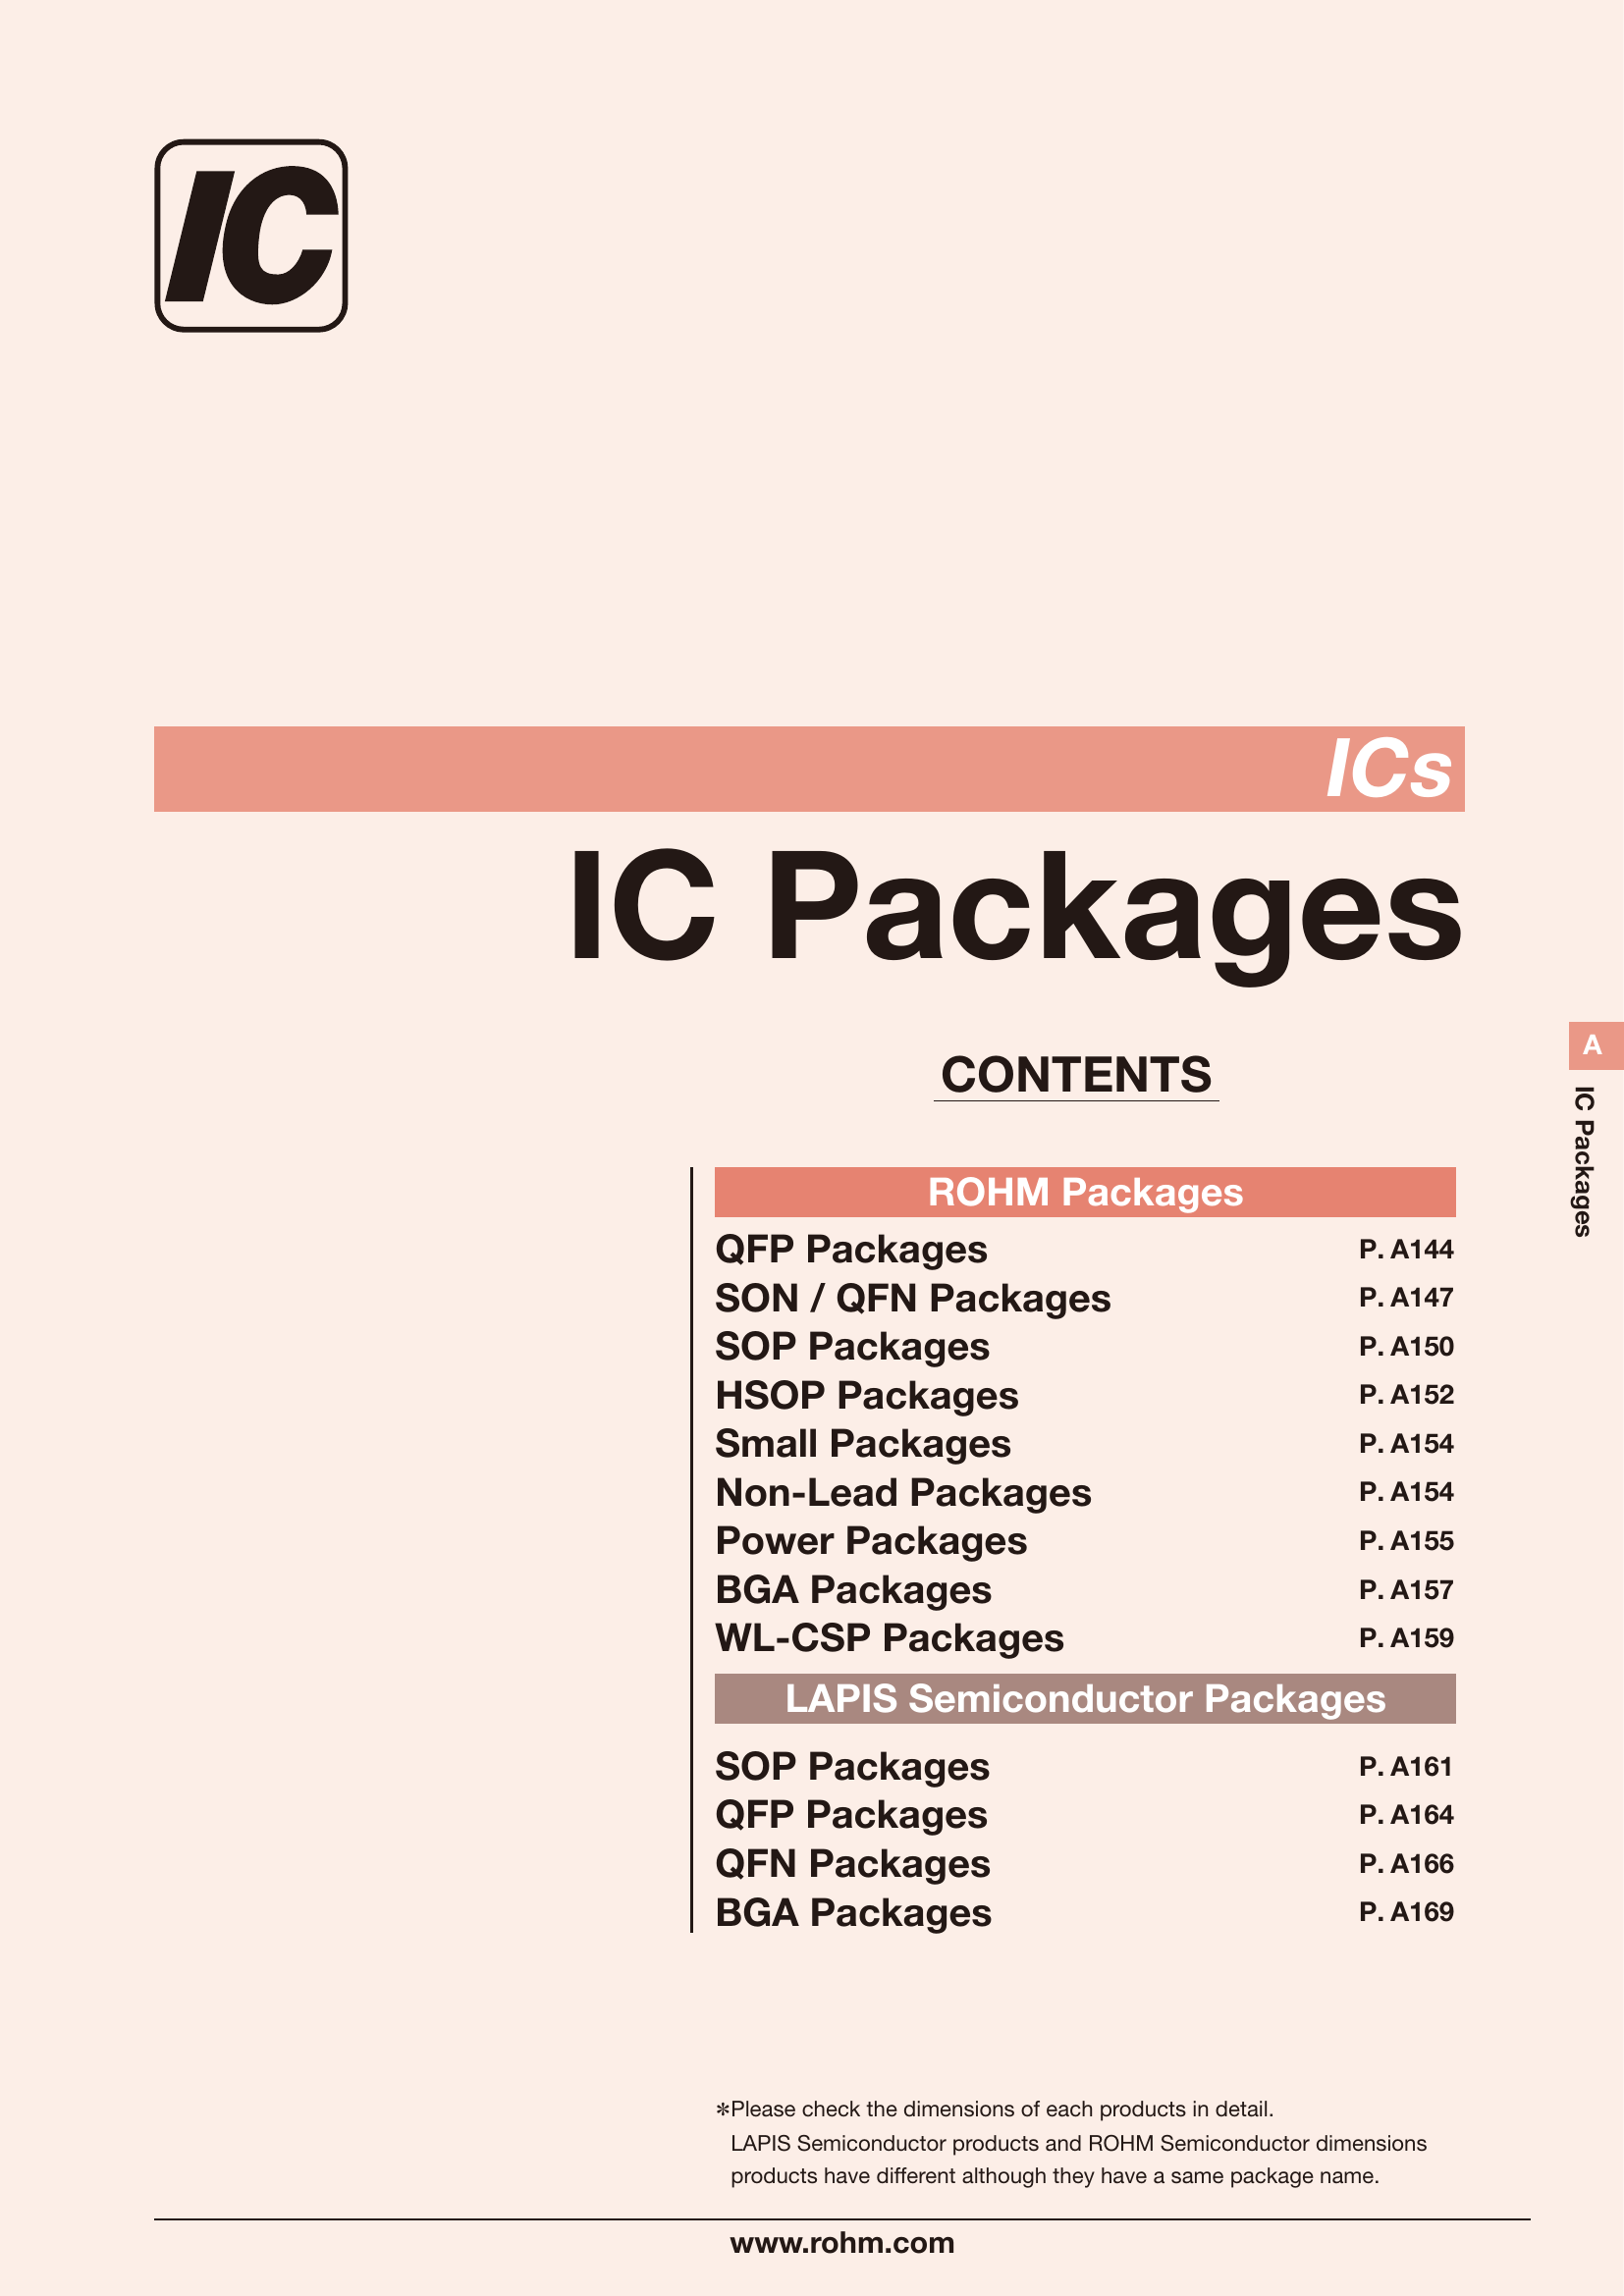 IC
ICs
IC Packages
CONTENTS
A
IC Packages
ROHM Packages
QFP Packages P. A144
SON / QFN Packages P. A147
SOP Packages P. A150
HSOP Packages P. A152
Small Packages P. A154
Non-Lead Packages P. A154
Power Packages P. A155
BGA Packages P. A157
WL-CSP Packages P. A159
LAPIS Semiconductor Packages
SOP Packages P. A161
QFP Packages P. A164
QFN Packages P. A166
BGA Packages P. A169
✻Please check the dimensions of each products in detail.
LAPIS Semiconductor products and ROHM Semiconductor dimensions
products have different although they have a same package name.
www.rohm.com